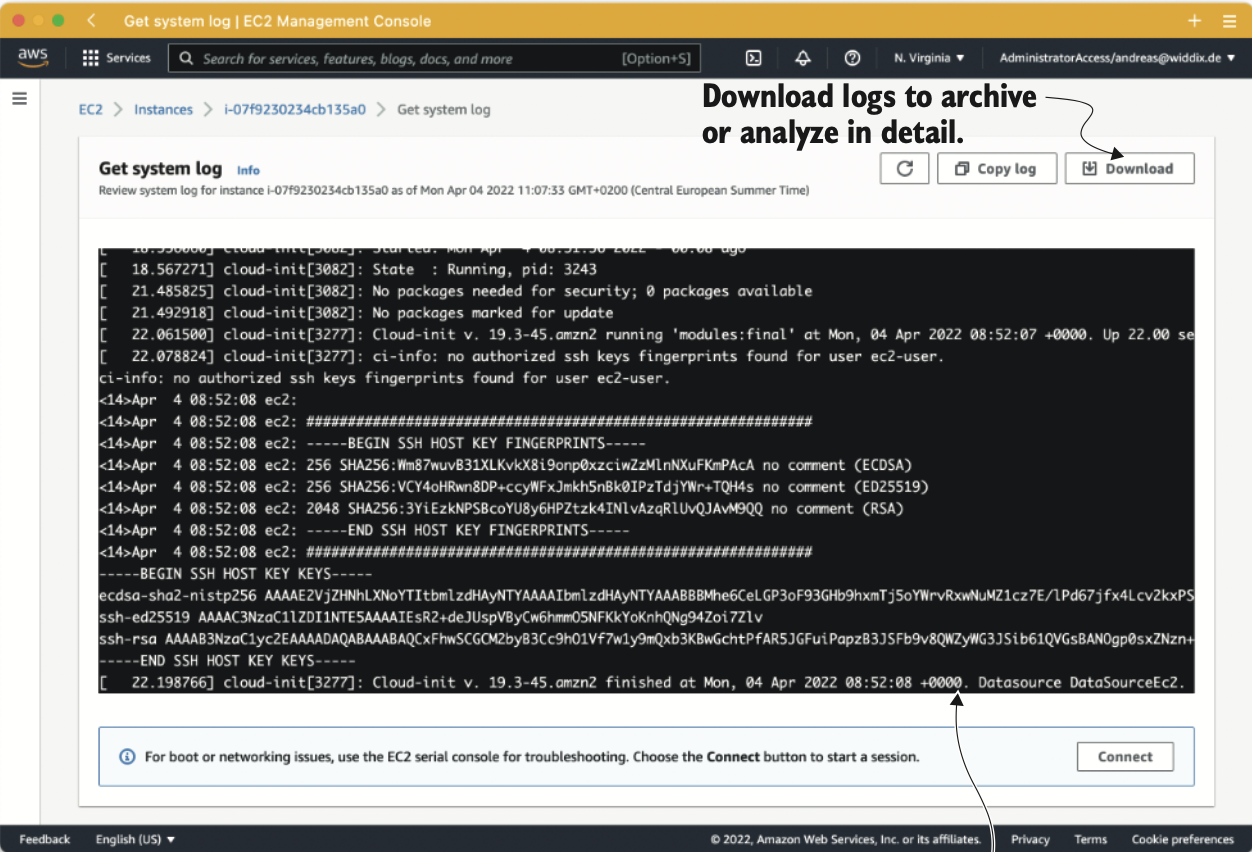 Get system log | EC2 Management Console
aws
Services
Search for services, features, blogs, docs, and more
[Option+S]
N. Virginia
AdministratorAccess/andreas@widdix.de
EC2 > Instances > i-07f9230234cb135a0 > Get system log
Download logs to archive
or analyze in detail.
Get system log Info
Review system log for instance i-07f9230234cb135a0 as of Mon Apr 04 2022 11:07:33 GMT+0200 (Central European Summer Time)
Copy log
Download
[ 18.556060] cloud-init[3082]: Started: Mon Apr 4 08:51:56 2022 - 00:08 ago
[ 18.567271] cloud-init[3082]: State : Running, pid: 3243
[ 21.485825] cloud-init[3082]: No packages needed for security; 0 packages available
[ 21.492918] cloud-init[3082]: No packages marked for update
[ 22.061500] cloud-init[3277]: Cloud-init v. 19.3-45.amzn2 running 'modules:final' at Mon, 04 Apr 2022 08:52:07 +0000. Up 22.00 se
[ 22.078824] cloud-init[3277]: ci-info: no authorized ssh keys fingerprints found for user ec2-user.
ci-info: no authorized ssh keys fingerprints found for user ec2-user.
<14>Apr 4 08:52:08 ec2:
<14>Apr 4 08:52:08 ec2: #############################################################
<14>Apr 4 08:52:08 ec2: -----BEGIN SSH HOST KEY FINGERPRINTS-----
<14>Apr 4 08:52:08 ec2: 256 SHA256:Wm87wuvB31XLKvkX8i9onp0xzciwZzMlnNXuFKmPAcA no comment (ECDSA)
<14>Apr 4 08:52:08 ec2: 256 SHA256:VCY4oHRwn8DP+ccyWFxJmkh5nBk0IPzTdjYWr+TQH4s no comment (ED25519)
<14>Apr 4 08:52:08 ec2: 2048 SHA256:3YiEzkNPSBcoYU8y6HPZtzk4INlvAzqRlUvQJAvM9QQ no comment (RSA)
<14>Apr 4 08:52:08 ec2: -----END SSH HOST KEY FINGERPRINTS-----
<14>Apr 4 08:52:08 ec2: #############################################################
-----BEGIN SSH HOST KEY KEYS-----
ecdsa-sha2-nistp256 AAAAE2VjZHNhLXNoYTItbmlzdHAyNTYAAAAIbmlzdHAyNTYAAABBBMhe6CeLGP3oF93GHb9hxmTj5oYWrvRxwNuMZ1cz7E/lPd67jfx4Lcv2kxPS
ssh-ed25519 AAAAC3NzaC1lZDI1NTE5AAAAIEsR2+deJUspVByCw6hmmO5NFKkYoKnhQNg94Zoi7Zlv
ssh-rsa AAAAB3NzaC1yc2EAAAADAQABAAABAQCxFhwSCGCM2byB3Cc9hO1Vf7w1y9mQxb3KBwGchtPfAR5JGFuiPapzB3JSFb9v8QWZyWG3JSib61QVGsBANOgp0sxZNzn+
-----END SSH HOST KEY KEYS-----
[ 22.198766] cloud-init[3277]: Cloud-init v. 19.3-45.amzn2 finished at Mon, 04 Apr 2022 08:52:08 +0000. Datasource DataSourceEc2.
For boot or networking issues, use the EC2 serial console for troubleshooting. Choose the Connect button to start a session.
Connect
Feedback
English (US)
© 2022, Amazon Web Services, Inc. or its affiliates.
Privacy
Terms
Cookie preferences